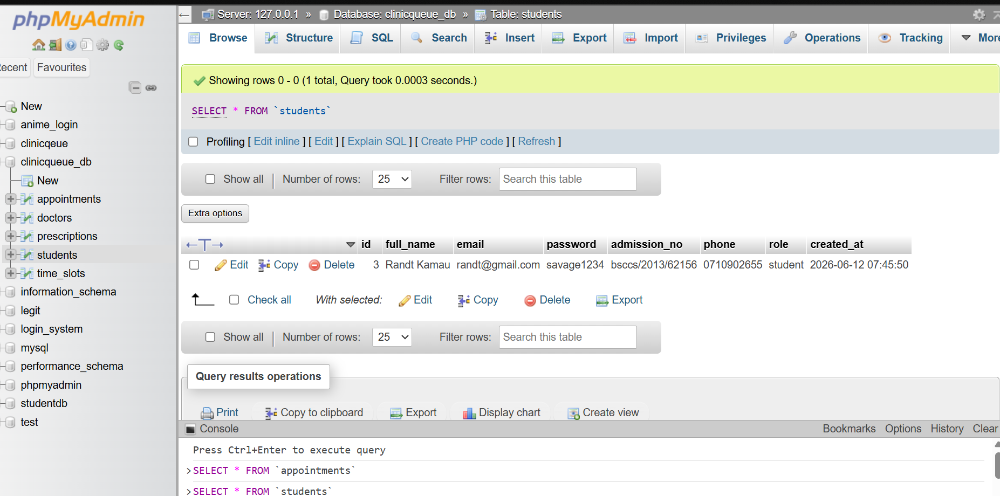 phpMyAdmin
ecent Favourites
New
anime_login
clinicqeue
clinicqueue_db
New
appointments
doctors
prescriptions
students
time_slots
information_schema
legit
login_system
mysql
performance_schema
phpmyadmin
studentdb
test
Server: 127.0.0.1 » Database: clinicqueue_db » Table: students
Browse Structure SQL Search Insert Export Import Privileges Operations Tracking More
Showing rows 0 - 0 (1 total, Query took 0.0003 seconds.)
SELECT * FROM `students`
Profiling [ Edit inline ] [ Edit ] [ Explain SQL ] [ Create PHP code ] [ Refresh ]
Show all | Number of rows: 25 Filter rows: Search this table
Extra options
←T→ id full_name email password admission_no phone role created_at
Edit Copy Delete 3 Randt Kamau randt@gmail.com savage1234 bsccs/2013/62156 0710902655 student 2026-06-12 07:45:50
Check all With selected: Edit Copy Delete Export
Show all | Number of rows: 25 Filter rows: Search this table
Query results operations
Print Copy to clipboard Export Display chart Create view
Console Bookmarks Options History Clear
Press Ctrl+Enter to execute query
>SELECT * FROM `appointments`
>SELECT * FROM `students`